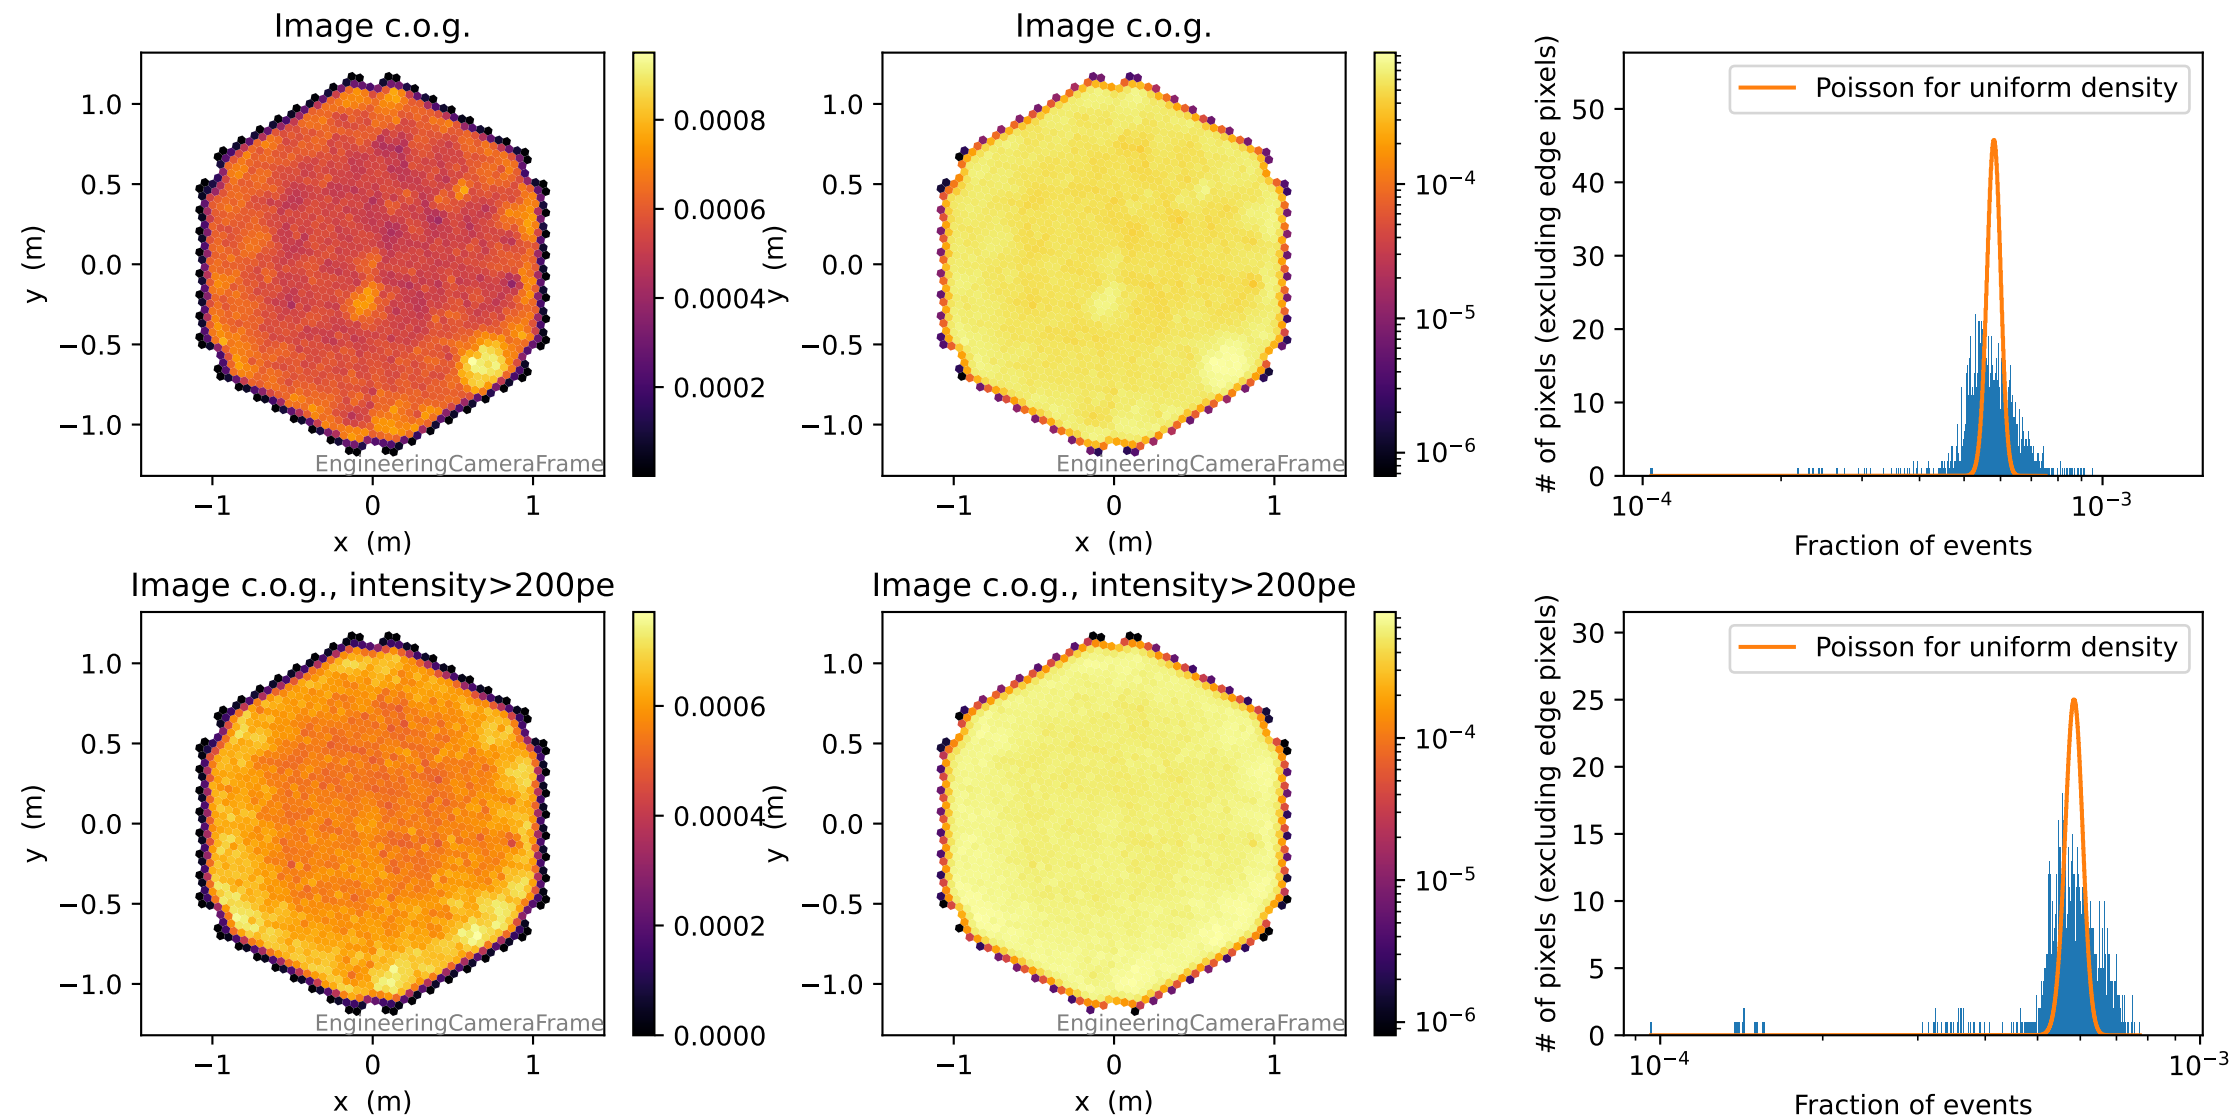 Image c.o.g.
1.0
0.5
0.0
−0.5
−1.0
y (m)
−1
0
1
x (m)
EngineeringCameraFrame
0.0008
0.0006
0.0004
0.0002
Image c.o.g.
1.0
0.5
0.0
−0.5
−1.0
y (m)
−1
0
1
x (m)
EngineeringCameraFrame
10⁻⁴
10⁻⁵
10⁻⁶
Poisson for uniform density
50
40
30
20
10
0
# of pixels (excluding edge pixels)
10⁻⁴
10⁻³
Fraction of events
Image c.o.g., intensity>200pe
1.0
0.5
0.0
−0.5
−1.0
y (m)
−1
0
1
x (m)
EngineeringCameraFrame
0.0006
0.0004
0.0002
0.0000
Image c.o.g., intensity>200pe
1.0
0.5
0.0
−0.5
−1.0
y (m)
−1
0
1
x (m)
EngineeringCameraFrame
10⁻⁴
10⁻⁵
10⁻⁶
Poisson for uniform density
30
25
20
15
10
5
0
# of pixels (excluding edge pixels)
10⁻⁴
10⁻³
Fraction of events